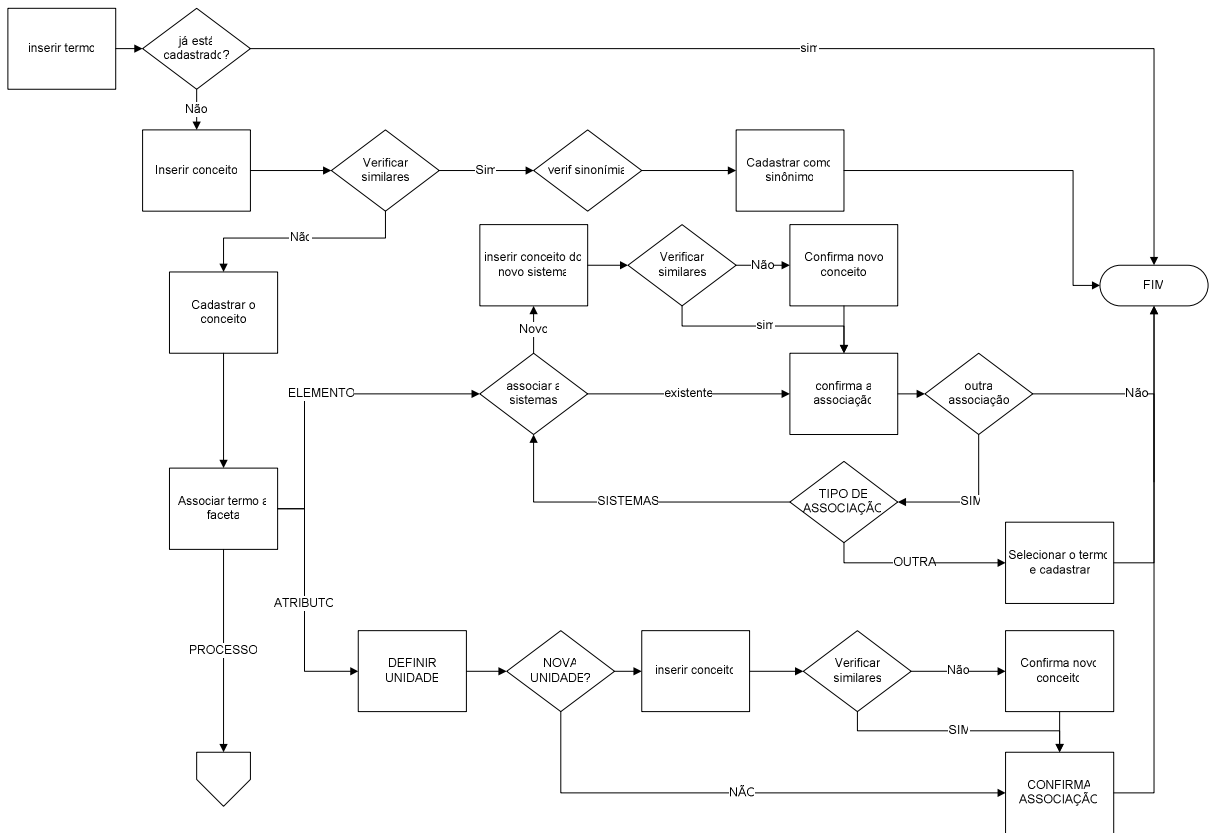 inserir termo
já está
cadastrado?
sim
Não
Inserir conceito
Verificar
similares
Sim
verif sinonímia
Cadastrar como
sinônimo
Não
inserir conceito do
novo sistema
Verificar
similares
Não
Confirma novo
conceito
FIM
Cadastrar o
conceito
Novo
sim
ELEMENTO
associar a
sistemas
existente
confirma a
associação
outra
associação
Não
Associar termo a
faceta
SISTEMAS
TIPO DE
ASSOCIAÇÃO
SIM
OUTRA
Selecionar o termo
e cadastrar
ATRIBUTO
PROCESSO
DEFINIR
UNIDADE
NOVA
UNIDADE?
inserir conceito
Verificar
similares
Não
Confirma novo
conceito
SIM
NÃO
CONFIRMA
ASSOCIAÇÃO